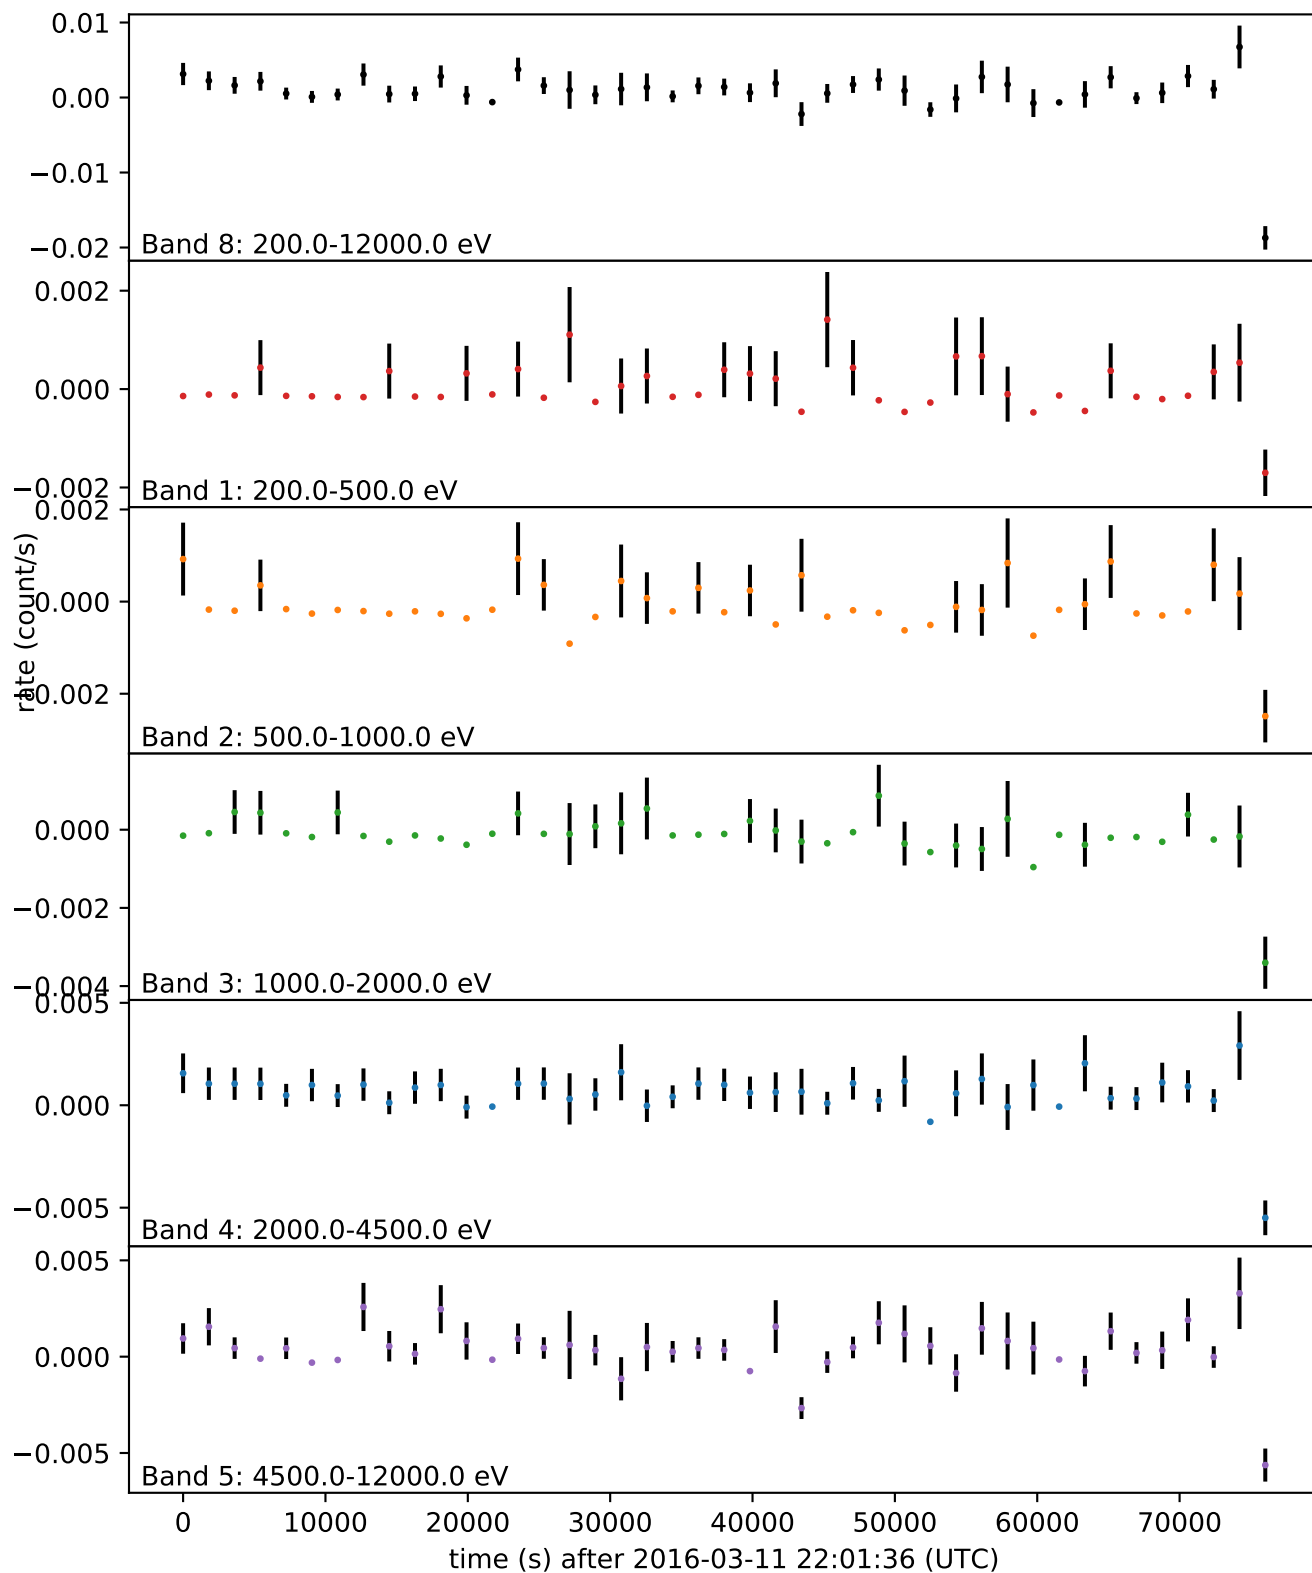 0.01
0.00
−0.01
−0.02
Band 8: 200.0-12000.0 eV
0.002
0.000
−0.002
Band 1: 200.0-500.0 eV
0.002
0.000
−0.002
rate (count/s)
Band 2: 500.0-1000.0 eV
0.000
−0.002
−0.004
Band 3: 1000.0-2000.0 eV
0.005
0.000
−0.005
Band 4: 2000.0-4500.0 eV
0.005
0.000
−0.005
Band 5: 4500.0-12000.0 eV
0 10000 20000 30000 40000 50000 60000 70000
time (s) after 2016-03-11 22:01:36 (UTC)